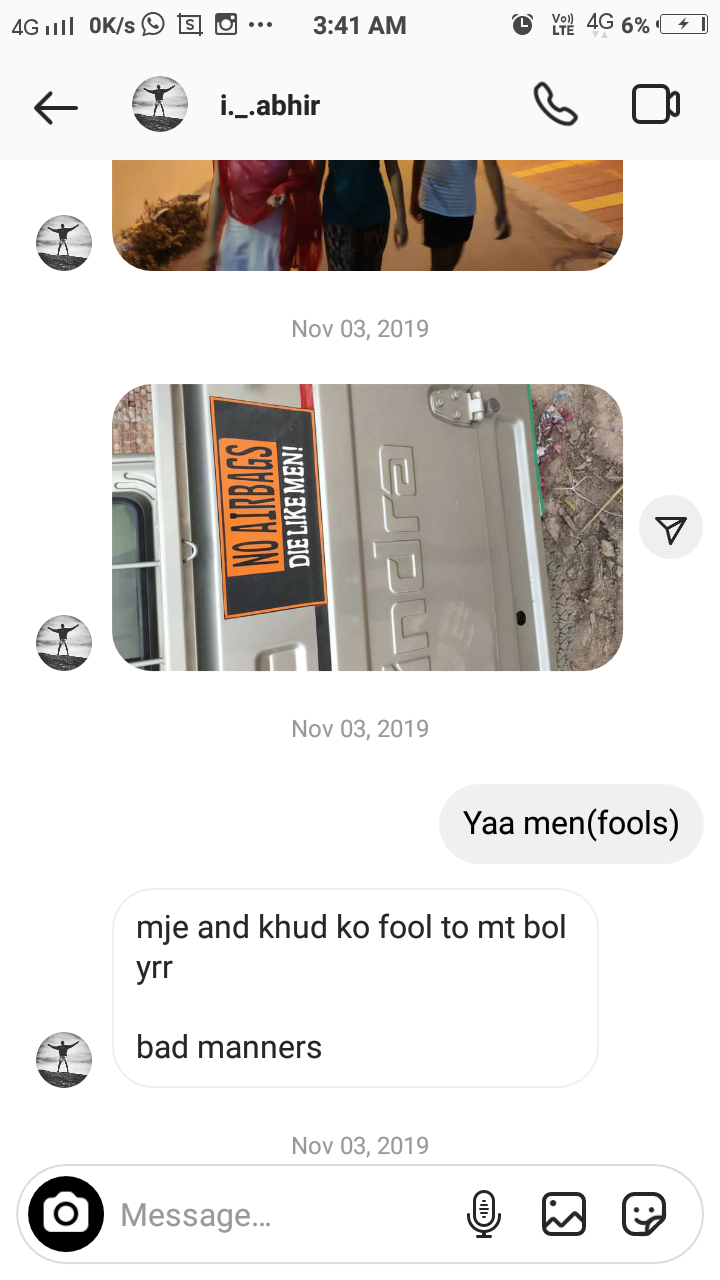 4G 0K/s S 3:41 AM Vo)) LTE 4G 6%
i._.abhir
Nov 03, 2019
NO AIRBAGS
DIE LIKE MEN!
Nov 03, 2019
Yaa men(fools)
mje and khud ko fool to mt bol
yrr
bad manners
Nov 03, 2019
Message...